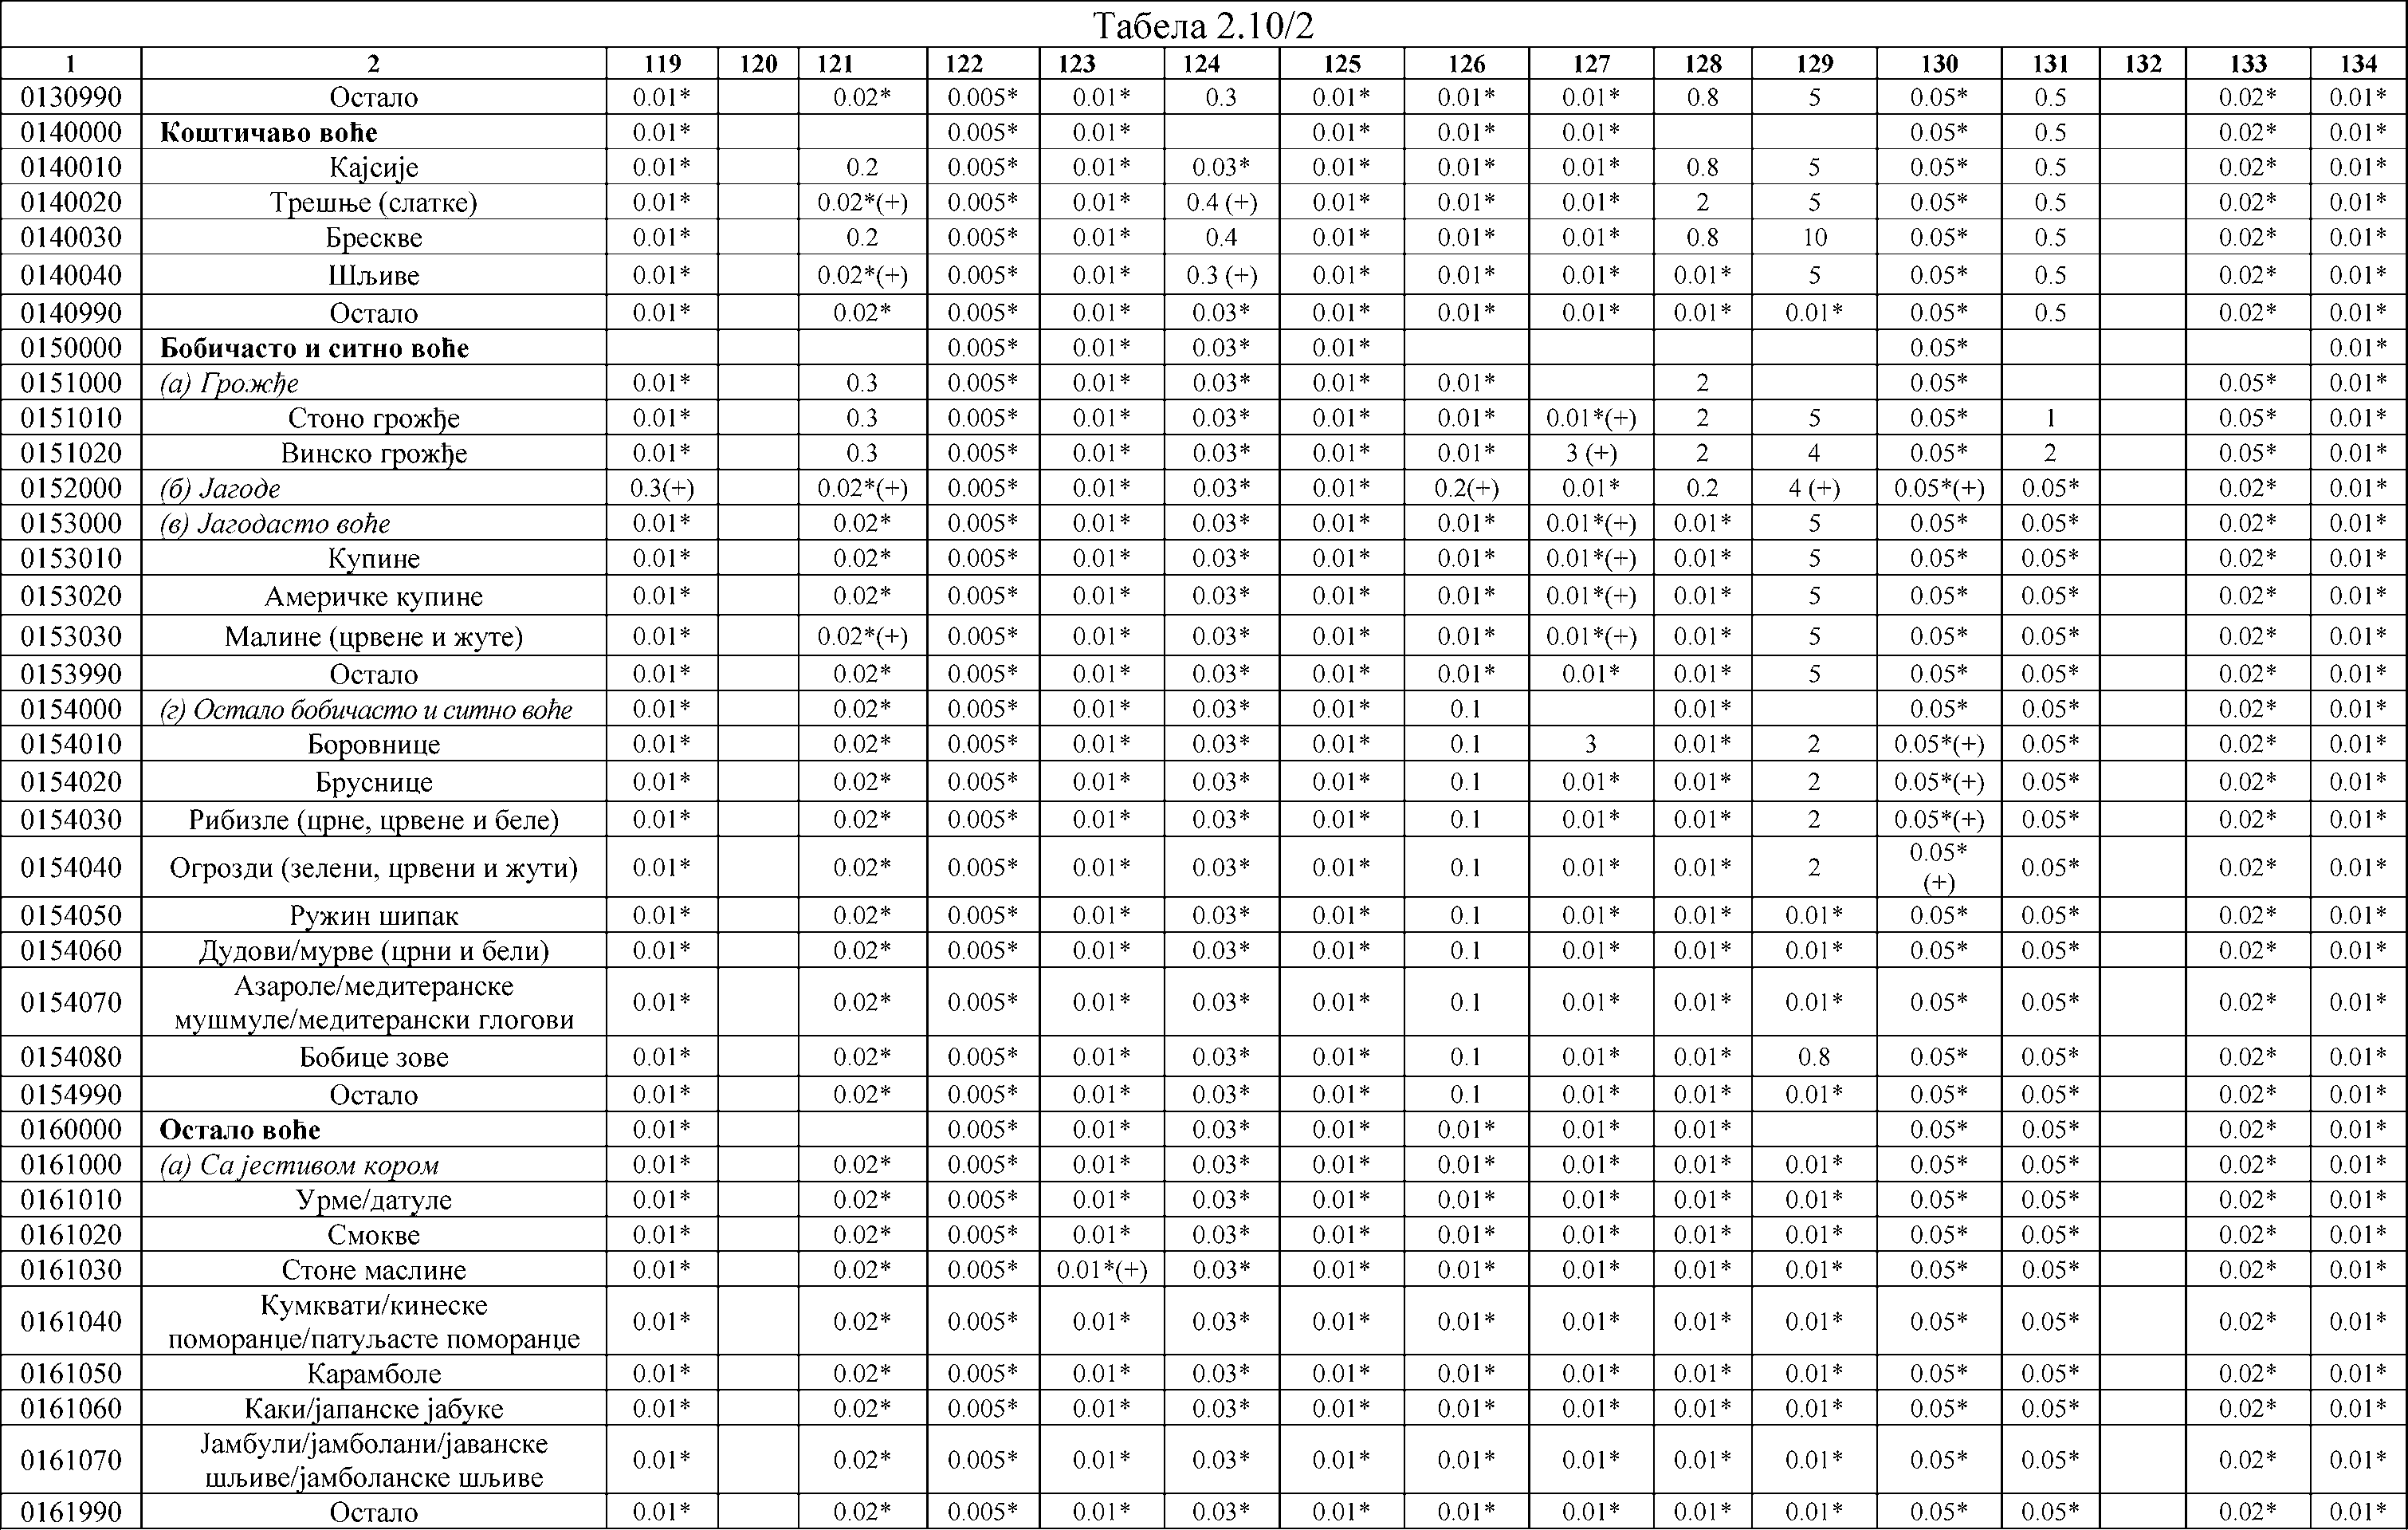 Табела 2.10/2
1 2 119 120 121 122 123 124 125 126 127 128 129 130 131 132 133 134
0130990 Остало 0.01* 0.02* 0.005* 0.01* 0.3 0.01* 0.01* 0.01* 0.8 5 0.05* 0.5 0.02* 0.01*
0140000 Коштичаво воће 0.01* 0.005* 0.01* 0.01* 0.01* 0.01* 0.05* 0.5 0.02* 0.01*
0140010 Кајсије 0.01* 0.2 0.005* 0.01* 0.03* 0.01* 0.01* 0.01* 0.8 5 0.05* 0.5 0.02* 0.01*
0140020 Трешње (слатке) 0.01* 0.02*(+) 0.005* 0.01* 0.4 (+) 0.01* 0.01* 0.01* 2 5 0.05* 0.5 0.02* 0.01*
0140030 Брескве 0.01* 0.2 0.005* 0.01* 0.4 0.01* 0.01* 0.01* 0.8 10 0.05* 0.5 0.02* 0.01*
0140040 Шљиве 0.01* 0.02*(+) 0.005* 0.01* 0.3 (+) 0.01* 0.01* 0.01* 0.01* 5 0.05* 0.5 0.02* 0.01*
0140990 Остало 0.01* 0.02* 0.005* 0.01* 0.03* 0.01* 0.01* 0.01* 0.01* 0.01* 0.05* 0.5 0.02* 0.01*
0150000 Бобичасто и ситно воће 0.005* 0.01* 0.03* 0.01* 0.05* 0.01*
0151000 (а) Грожђе 0.01* 0.3 0.005* 0.01* 0.03* 0.01* 0.01* 2 0.05* 0.05* 0.01*
0151010 Стоно грожђе 0.01* 0.3 0.005* 0.01* 0.03* 0.01* 0.01* 0.01*(+) 2 5 0.05* 1 0.05* 0.01*
0151020 Винско грожђе 0.01* 0.3 0.005* 0.01* 0.03* 0.01* 0.01* 3 (+) 2 4 0.05* 2 0.05* 0.01*
0152000 (б) Јагоде 0.3(+) 0.02*(+) 0.005* 0.01* 0.03* 0.01* 0.2(+) 0.01* 0.2 4 (+) 0.05*(+) 0.05* 0.02* 0.01*
0153000 (в) Јагодасто воће 0.01* 0.02* 0.005* 0.01* 0.03* 0.01* 0.01* 0.01*(+) 0.01* 5 0.05* 0.05* 0.02* 0.01*
0153010 Купине 0.01* 0.02* 0.005* 0.01* 0.03* 0.01* 0.01* 0.01*(+) 0.01* 5 0.05* 0.05* 0.02* 0.01*
0153020 Америчке купине 0.01* 0.02* 0.005* 0.01* 0.03* 0.01* 0.01* 0.01*(+) 0.01* 5 0.05* 0.05* 0.02* 0.01*
0153030 Малине (црвене и жуте) 0.01* 0.02*(+) 0.005* 0.01* 0.03* 0.01* 0.01* 0.01*(+) 0.01* 5 0.05* 0.05* 0.02* 0.01*
0153990 Остало 0.01* 0.02* 0.005* 0.01* 0.03* 0.01* 0.01* 0.01* 0.01* 5 0.05* 0.05* 0.02* 0.01*
0154000 (г) Остало бобичасто и ситно воће 0.01* 0.02* 0.005* 0.01* 0.03* 0.01* 0.1 0.01* 0.05* 0.05* 0.02* 0.01*
0154010 Боровнице 0.01* 0.02* 0.005* 0.01* 0.03* 0.01* 0.1 3 0.01* 2 0.05*(+) 0.05* 0.02* 0.01*
0154020 Бруснице 0.01* 0.02* 0.005* 0.01* 0.03* 0.01* 0.1 0.01* 0.01* 2 0.05*(+) 0.05* 0.02* 0.01*
0154030 Рибизле (црне, црвене и беле) 0.01* 0.02* 0.005* 0.01* 0.03* 0.01* 0.1 0.01* 0.01* 2 0.05*(+) 0.05* 0.02* 0.01*
0154040 Огрозди (зелени, црвени и жути) 0.01* 0.02* 0.005* 0.01* 0.03* 0.01* 0.1 0.01* 0.01* 2 0.05*
(+) 0.05* 0.02* 0.01*
0154050 Ружин шипак 0.01* 0.02* 0.005* 0.01* 0.03* 0.01* 0.1 0.01* 0.01* 0.01* 0.05* 0.05* 0.02* 0.01*
0154060 Дудови/мурве (црни и бели) 0.01* 0.02* 0.005* 0.01* 0.03* 0.01* 0.1 0.01* 0.01* 0.01* 0.05* 0.05* 0.02* 0.01*
0154070 Азароле/медитеранске
мушмуле/медитерански глогови 0.01* 0.02* 0.005* 0.01* 0.03* 0.01* 0.1 0.01* 0.01* 0.01* 0.05* 0.05* 0.02* 0.01*
0154080 Бобице зове 0.01* 0.02* 0.005* 0.01* 0.03* 0.01* 0.1 0.01* 0.01* 0.8 0.05* 0.05* 0.02* 0.01*
0154990 Остало 0.01* 0.02* 0.005* 0.01* 0.03* 0.01* 0.1 0.01* 0.01* 0.01* 0.05* 0.05* 0.02* 0.01*
0160000 Остало воће 0.01* 0.005* 0.01* 0.03* 0.01* 0.01* 0.01* 0.01* 0.05* 0.05* 0.02* 0.01*
0161000 (а) Са јестивом кором 0.01* 0.02* 0.005* 0.01* 0.03* 0.01* 0.01* 0.01* 0.01* 0.01* 0.05* 0.05* 0.02* 0.01*
0161010 Урме/датуле 0.01* 0.02* 0.005* 0.01* 0.03* 0.01* 0.01* 0.01* 0.01* 0.01* 0.05* 0.05* 0.02* 0.01*
0161020 Смокве 0.01* 0.02* 0.005* 0.01* 0.03* 0.01* 0.01* 0.01* 0.01* 0.01* 0.05* 0.05* 0.02* 0.01*
0161030 Стоне маслине 0.01* 0.02* 0.005* 0.01*(+) 0.03* 0.01* 0.01* 0.01* 0.01* 0.01* 0.05* 0.05* 0.02* 0.01*
0161040 Кумквати/кинеске
поморанџе/патуљасте поморанџе 0.01* 0.02* 0.005* 0.01* 0.03* 0.01* 0.01* 0.01* 0.01* 0.01* 0.05* 0.05* 0.02* 0.01*
0161050 Карамболе 0.01* 0.02* 0.005* 0.01* 0.03* 0.01* 0.01* 0.01* 0.01* 0.01* 0.05* 0.05* 0.02* 0.01*
0161060 Каки/јапанске јабуке 0.01* 0.02* 0.005* 0.01* 0.03* 0.01* 0.01* 0.01* 0.01* 0.01* 0.05* 0.05* 0.02* 0.01*
0161070 Јамбули/јамболани/јаванске
шљиве/јамболанске шљиве 0.01* 0.02* 0.005* 0.01* 0.03* 0.01* 0.01* 0.01* 0.01* 0.01* 0.05* 0.05* 0.02* 0.01*
0161990 Остало 0.01* 0.02* 0.005* 0.01* 0.03* 0.01* 0.01* 0.01* 0.01* 0.01* 0.05* 0.05* 0.02* 0.01*